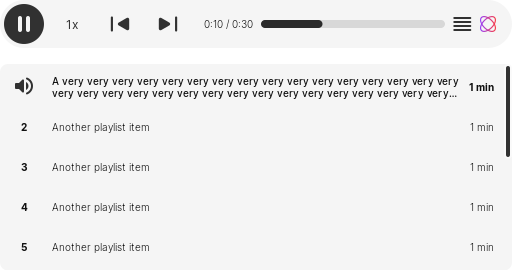 1x
0:10 / 0:30
A very very very very very very very very very very very very very very very very
very very very very very very very very very very very very very very very very...
1 min
2 Another playlist item 1 min
3 Another playlist item 1 min
4 Another playlist item 1 min
5 Another playlist item 1 min